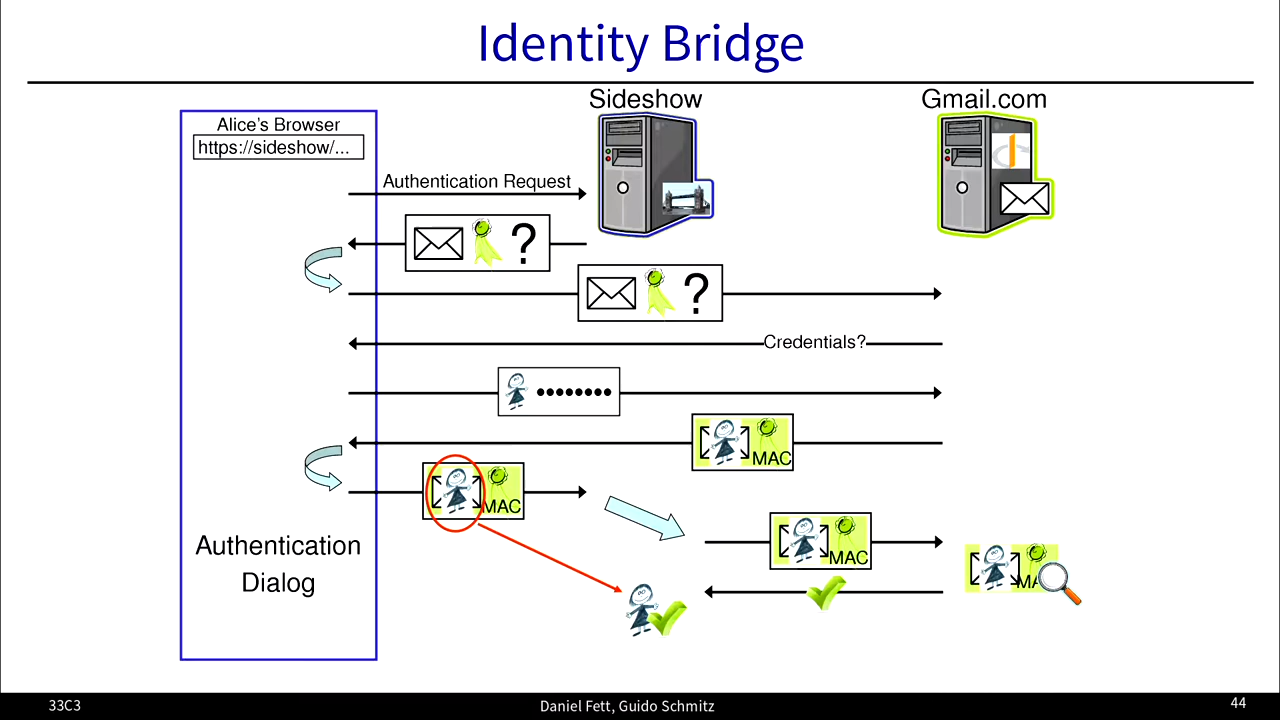 Identity Bridge
Sideshow
Gmail.com
Alice's Browser
https://sideshow/...
Authentication Request
?
?
Credentials?
••••••••
MAC
MAC
MAC
MA
Authentication
Dialog
33C3
Daniel Fett, Guido Schmitz
44